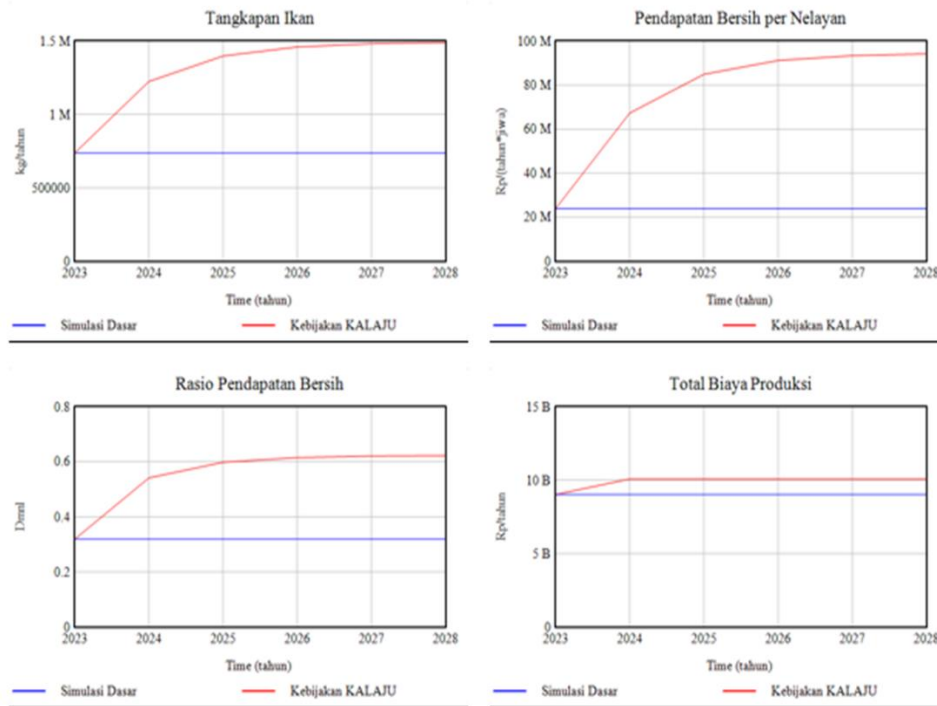 Tangkapan Ikan
1.5 M
1 M
500000
0
kg/tahun
2023 2024 2025 2026 2027 2028
Time (tahun)
Simulasi Dasar Kebijakan KALAJU
Pendapatan Bersih per Nelayan
100 M
80 M
60 M
40 M
20 M
0
Rp/(tahun*jiwa)
2023 2024 2025 2026 2027 2028
Time (tahun)
Simulasi Dasar Kebijakan KALAJU
Rasio Pendapatan Bersih
0.8
0.6
0.4
0.2
0
Dmnl
2023 2024 2025 2026 2027 2028
Time (tahun)
Simulasi Dasar Kebijakan KALAJU
Total Biaya Produksi
15 B
10 B
5 B
0
Rp/tahun
2023 2024 2025 2026 2027 2028
Time (tahun)
Simulasi Dasar Kebijakan KALAJU